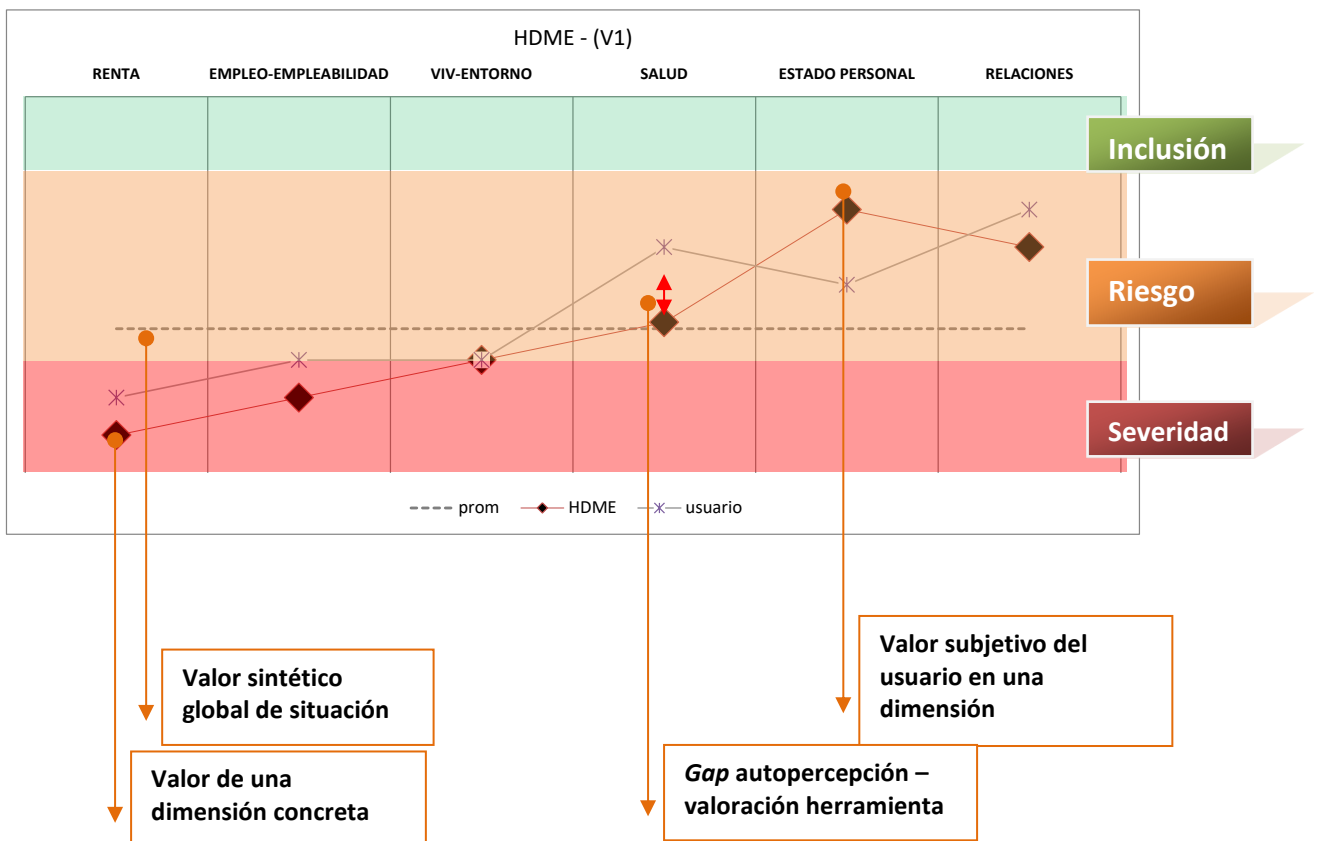 HDME - (V1)
RENTA
EMPLEO-EMPLEABILIDAD
VIV-ENTORNO
SALUD
ESTADO PERSONAL
RELACIONES
Inclusión
Riesgo
Severidad
prom
HDME
usuario
Valor sintético
global de situación
Valor de una
dimensión concreta
Valor subjetivo del
usuario en una
dimensión
Gap autopercepción –
valoración herramienta